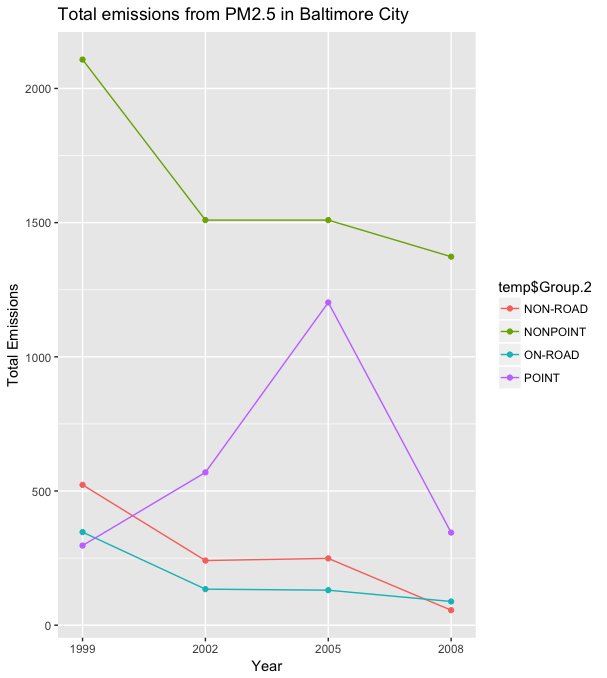 Total emissions from PM2.5 in Baltimore City
Total Emissions
2000
1500
1000
500
0
1999 2002 2005 2008
Year
temp$Group.2
NON-ROAD
NONPOINT
ON-ROAD
POINT